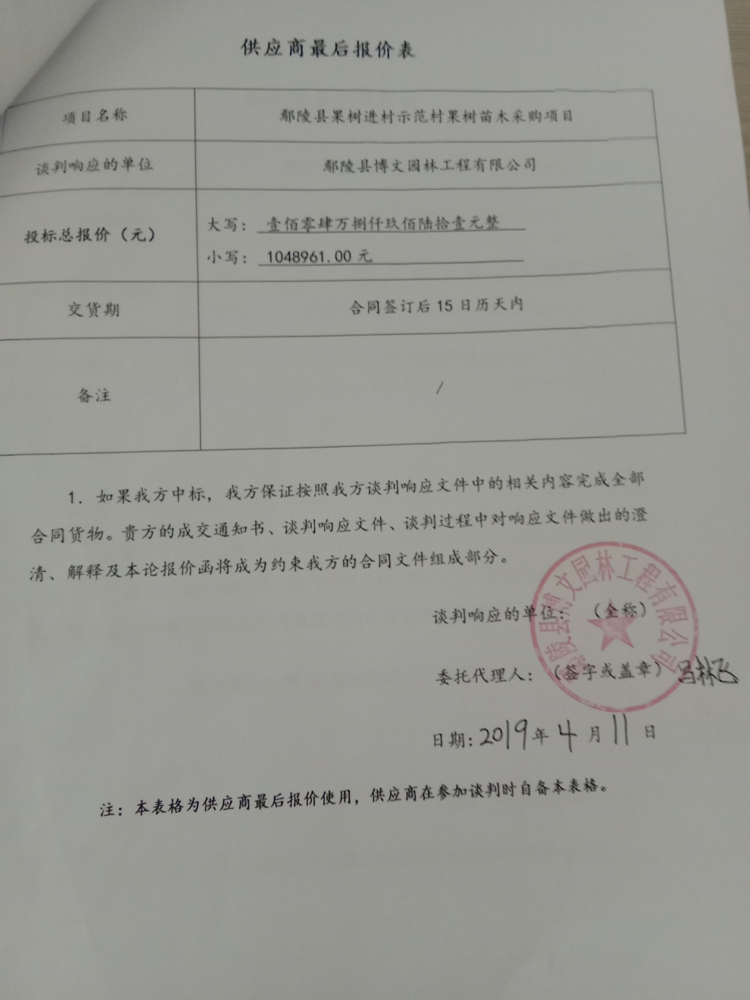 供应商最后报价表
项目名称
鄢陵县果树进村示范村果树苗木采购项目
谈判响应的单位
鄢陵县博文园林工程有限公司
投标总报价（元）
大写：壹佰零肆万捌仟玖佰陆拾壹元整
小写：1048961.00 元
交货期
合同签订后 15 日历天内
备注
/
1. 如果我方中标，我方保证按照我方谈判响应文件中的相关内容完成全部
合同货物。贵方的成交通知书、谈判响应文件、谈判过程中对响应文件做出的澄
清、解释及本论报价函将成为约束我方的合同文件组成部分。
谈判响应的单位：（全称）
鄢陵县博文园林工程有限公司
委托代理人：（签字或盖章）吕林飞
日期：2019年 4 月 11 日
注：本表格为供应商最后报价使用，供应商在参加谈判时自备本表格。